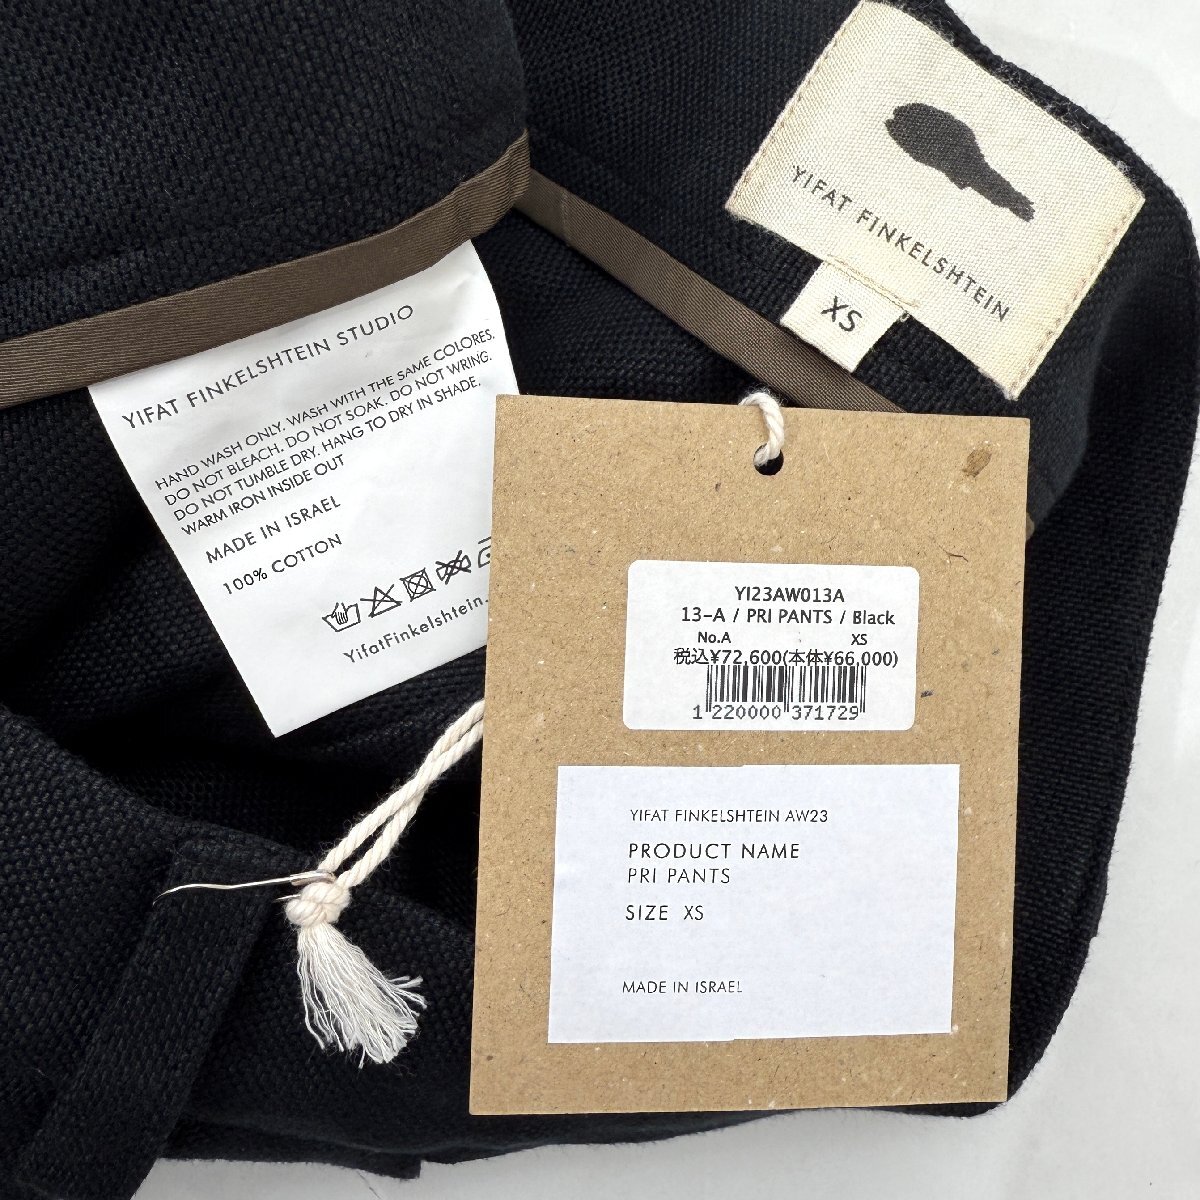 YIFAT FINKELSHTEIN
XS
YIFAT FINKELSHTEIN STUDIO
HAND WASH ONLY. WASH WITH THE SAME COLORES.
DO NOT BLEACH. DO NOT SOAK. DO NOT WRING.
DO NOT TUMBLE DRY. HANG TO DRY IN SHADE.
WARM IRON INSIDE OUT
MADE IN ISRAEL
100% COTTON
YifatFinkelshtein.
YI23AW013A
13-A / PRI PANTS / Black
No.A XS
税込¥72,600(本体¥66,000)
1 220000 371729
YIFAT FINKELSHTEIN AW23
PRODUCT NAME
PRI PANTS
SIZE XS
MADE IN ISRAEL